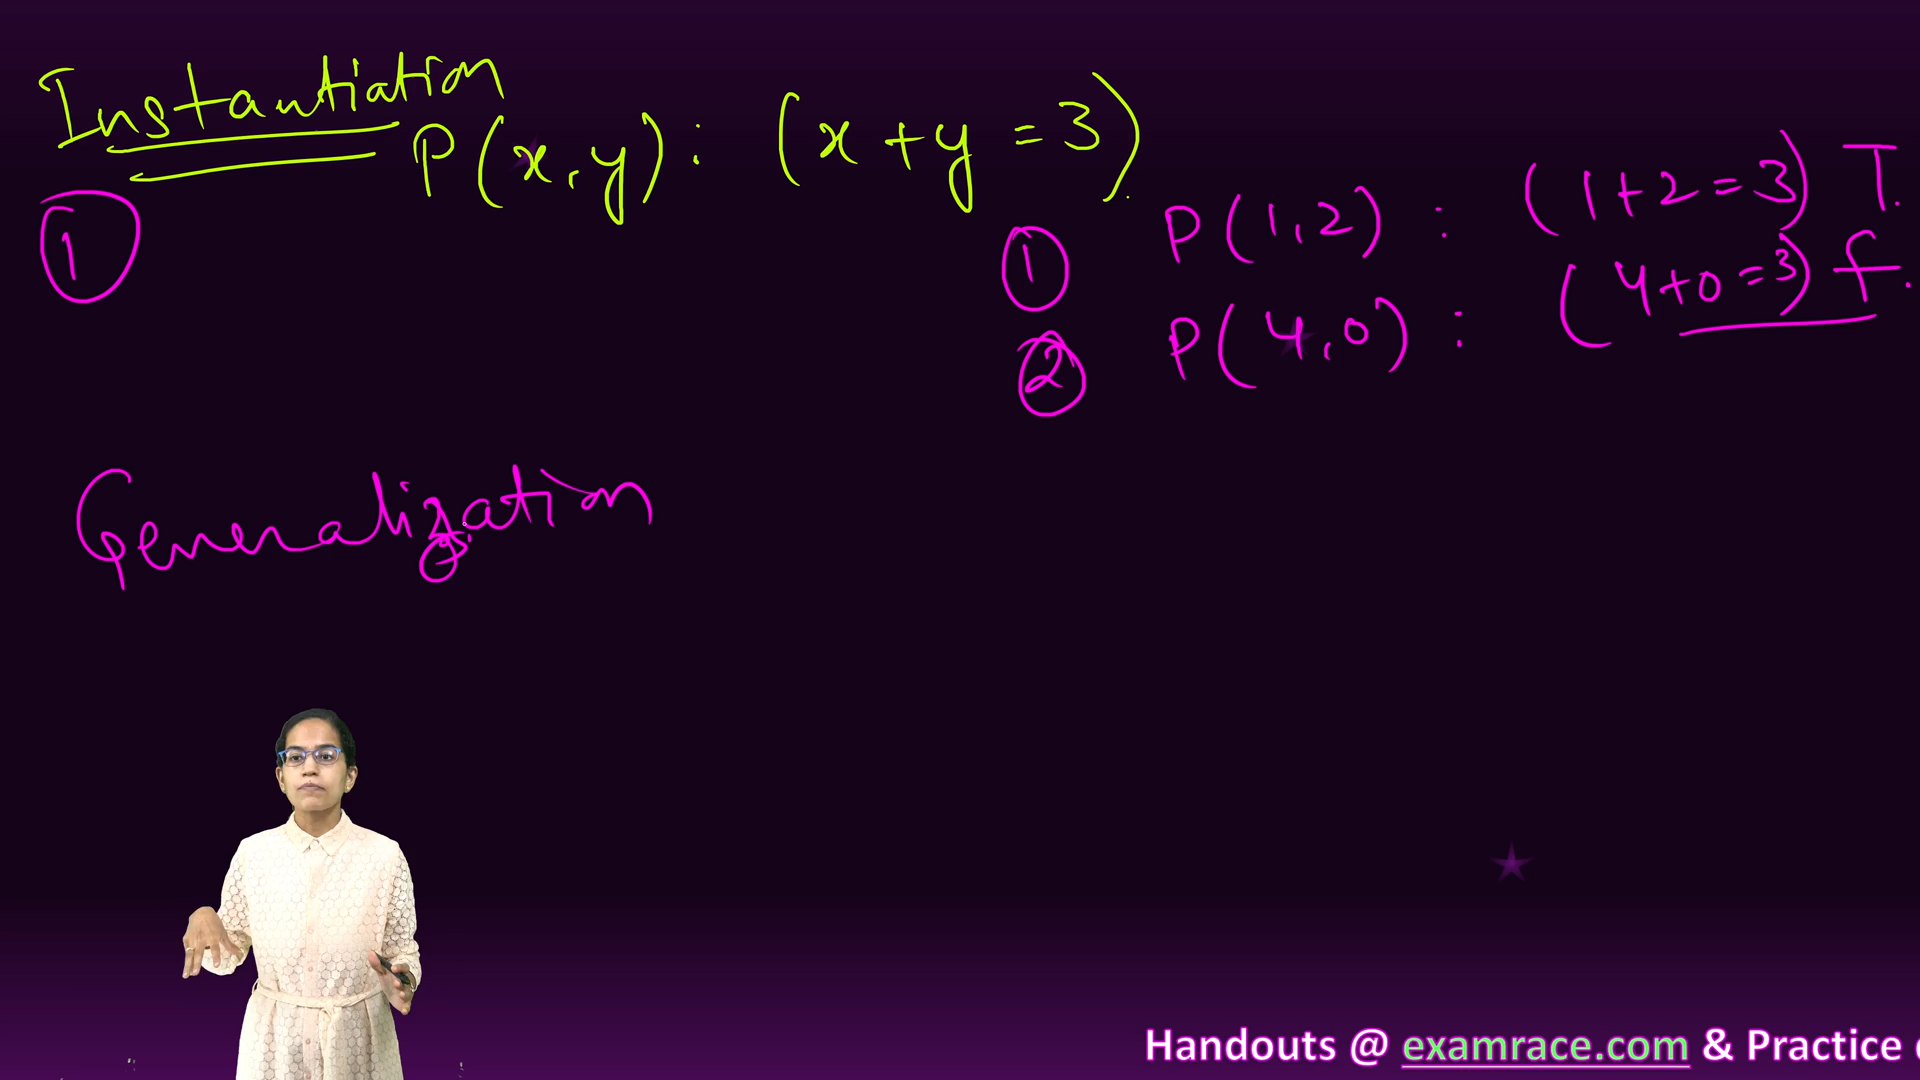 Instantiation
P(x, y) : (x + y = 3).
①
① P(1, 2) : (1 + 2 = 3) T.
② P(4, 0) : (4 + 0 = 3) f.
Generalization
Handouts @ examrace.com & Practice